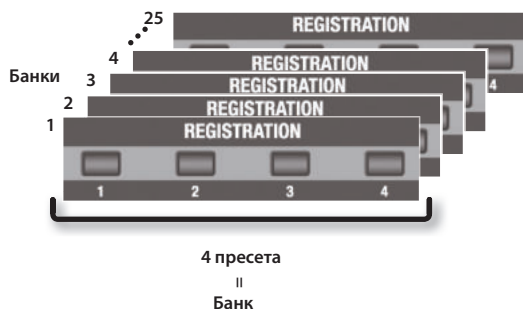 25
REGISTRATION
4
4
REGISTRATION
Банки
3
REGISTRATION
2
REGISTRATION
1
REGISTRATION
1 2 3 4
4 пресета
=
Банк